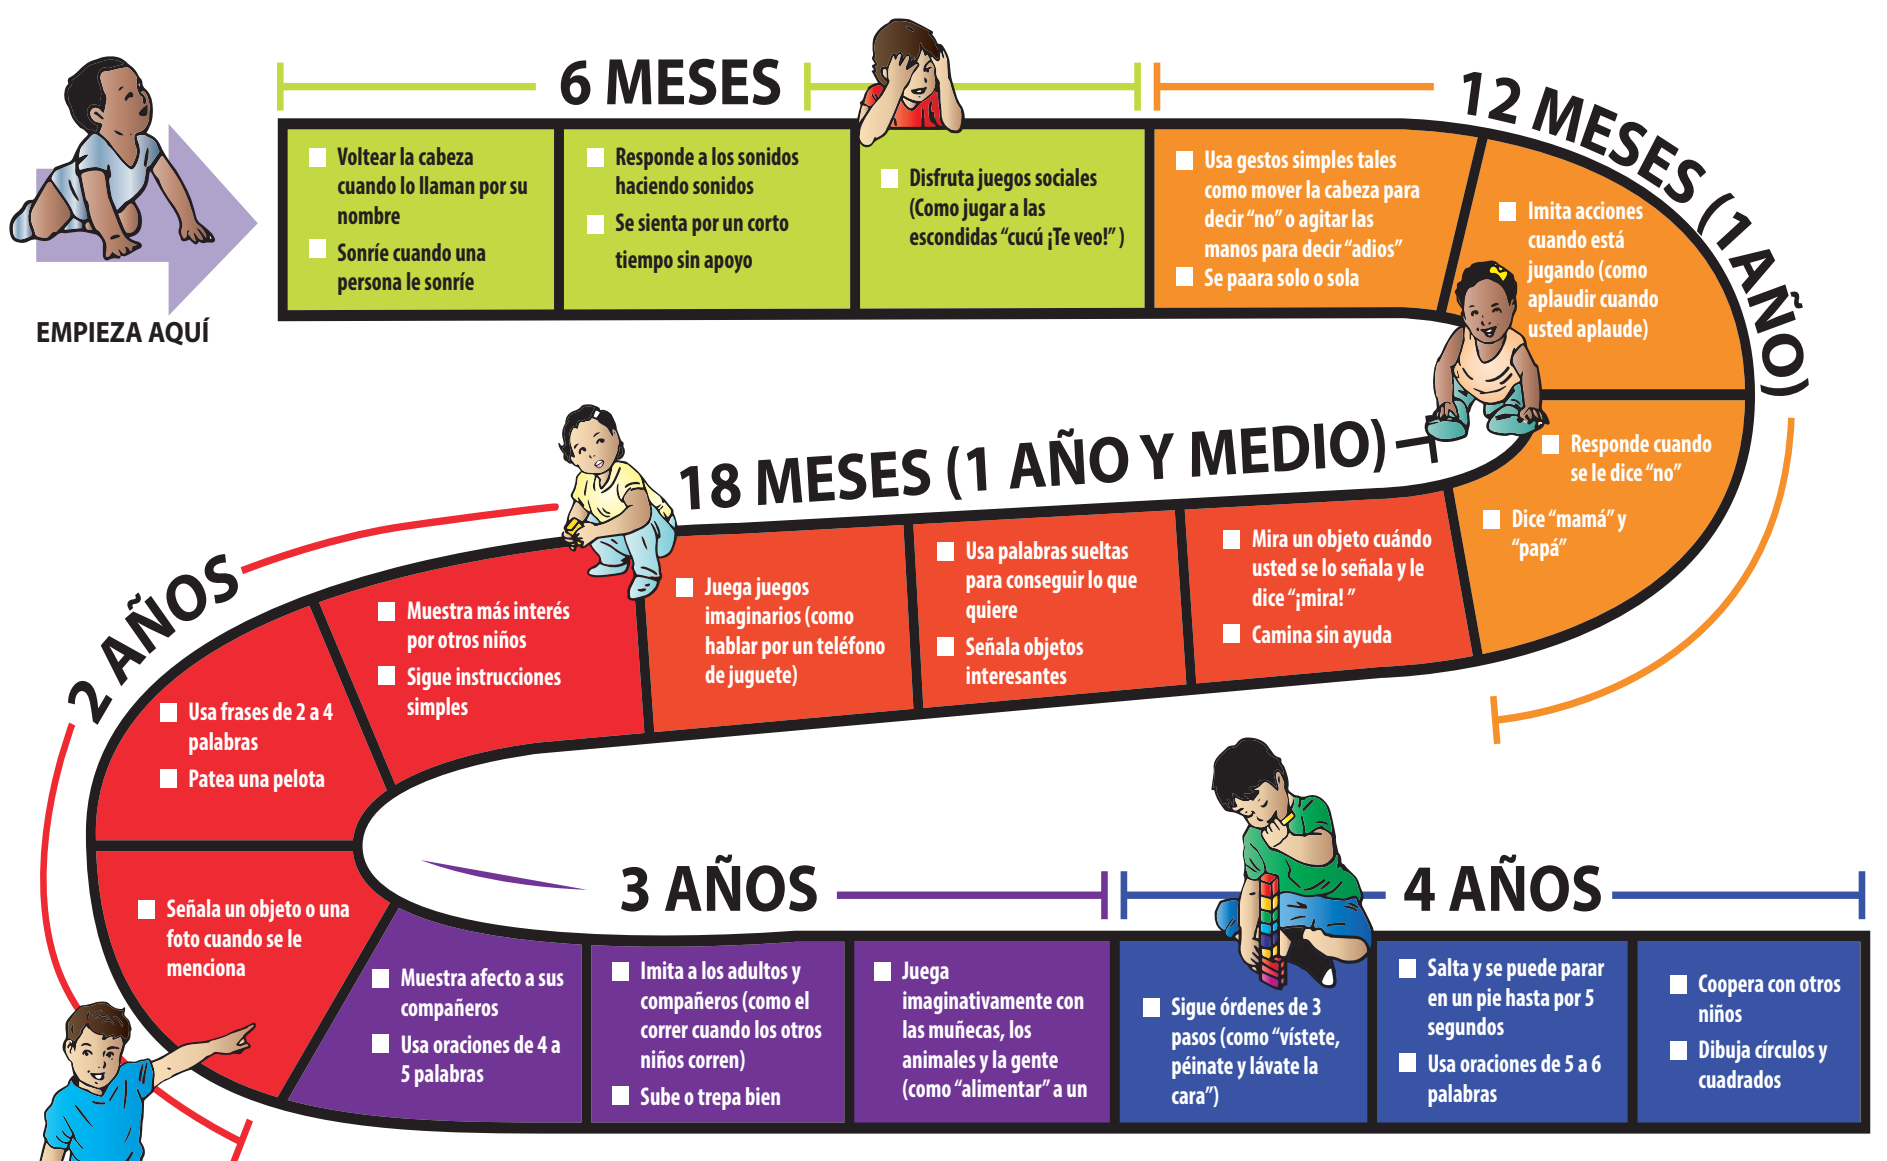 EMPIEZA AQUÍ
6 MESES
Voltear la cabeza
cuando lo llaman por su
nombre
Sonríe cuando una
persona le sonríe
Responde a los sonidos
haciendo sonidos
Se sienta por un corto
tiempo sin apoyo
Disfruta juegos sociales
(Como jugar a las
escondidas “cucú ¡Te veo!” )
12 MESES (1 AÑO)
Usa gestos simples tales
como mover la cabeza para
decir “no” o agitar las
manos para decir “adios”
Se paara solo o sola
Imita acciones
cuando está
jugando (como
aplaudir cuando
usted aplaude)
Responde cuando
se le dice “no”
Dice “mamá” y
“papá”
18 MESES (1 AÑO Y MEDIO)
Mira un objeto cuándo
usted se lo señala y le
dice “¡mira! ”
Camina sin ayuda
Usa palabras sueltas
para conseguir lo que
quiere
Señala objetos
interesantes
Juega juegos
imaginarios (como
hablar por un teléfono
de juguete)
2 AÑOS
Muestra más interés
por otros niños
Sigue instrucciones
simples
Usa frases de 2 a 4
palabras
Patea una pelota
Señala un objeto o una
foto cuando se le
menciona
3 AÑOS
Muestra afecto a sus
compañeros
Usa oraciones de 4 a
5 palabras
Imita a los adultos y
compañeros (como el
correr cuando los otros
niños corren)
Sube o trepa bien
Juega
imaginativamente con
las muñecas, los
animales y la gente
(como “alimentar” a un
4 AÑOS
Sigue órdenes de 3
pasos (como “vístete,
péinate y lávate la
cara”)
Salta y se puede parar
en un pie hasta por 5
segundos
Usa oraciones de 5 a 6
palabras
Coopera con otros
niños
Dibuja círculos y
cuadrados